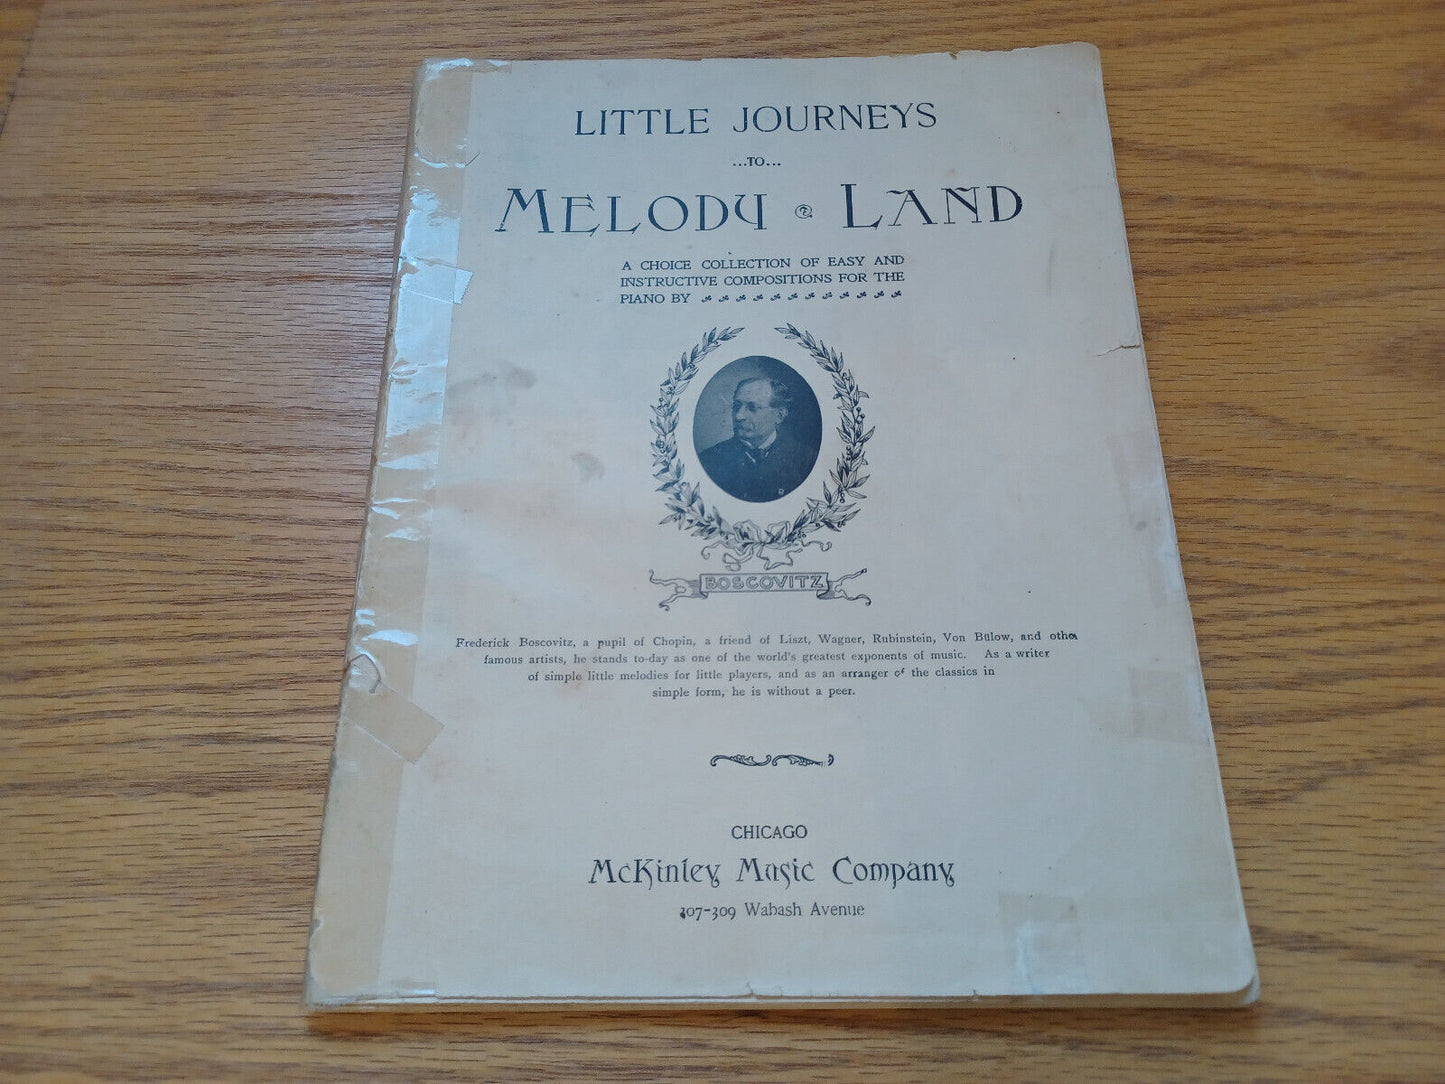 LITTLE JOURNEYS
...TO...
MELODY LAND
A CHOICE COLLECTION OF EASY AND
INSTRUCTIVE COMPOSITIONS FOR THE
PIANO BY
BOSCOVITZ
Frederick Boscovitz, a pupil of Chopin, a friend of Liszt, Wagner, Rubinstein, Von Bülow, and other
famous artists, he stands to-day as one of the world's greatest exponents of music. As a writer
of simple little melodies for little players, and as an arranger of the classics in
simple form, he is without a peer.
CHICAGO
McKinley Music Company
307-309 Wabash Avenue